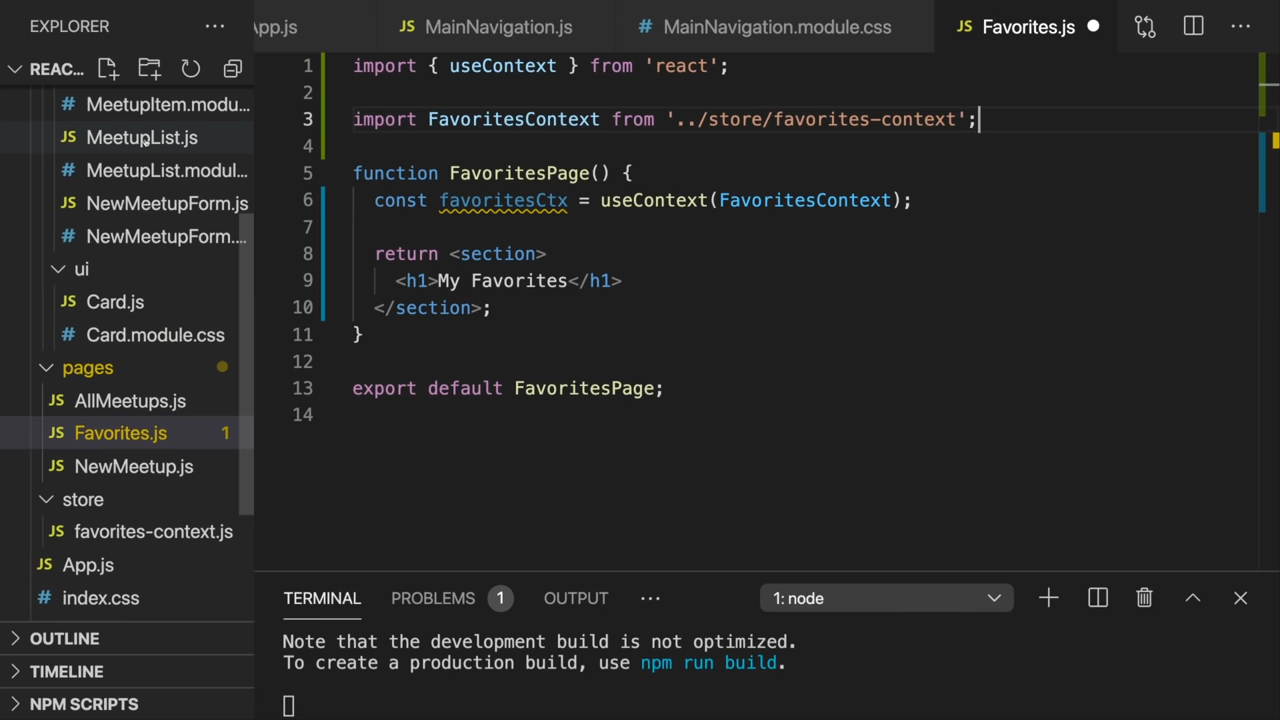 EXPLORER
···
App.js
JS MainNavigation.js
# MainNavigation.module.css
JS Favorites.js
···
REAC...
# MeetupItem.modu...
JS MeetupList.js
# MeetupList.modul...
JS NewMeetupForm.js
# NewMeetupForm....
ui
JS Card.js
# Card.module.css
pages
JS AllMeetups.js
JS Favorites.js 1
JS NewMeetup.js
store
JS favorites-context.js
JS App.js
# index.css
OUTLINE
TIMELINE
NPM SCRIPTS
1 import { useContext } from 'react';
2
3 import FavoritesContext from '../store/favorites-context';
4
5 function FavoritesPage() {
6 const favoritesCtx = useContext(FavoritesContext);
7
8 return <section>
9 <h1>My Favorites</h1>
10 </section>;
11 }
12
13 export default FavoritesPage;
14
TERMINAL PROBLEMS 1 OUTPUT ··· 1: node
Note that the development build is not optimized.
To create a production build, use npm run build.